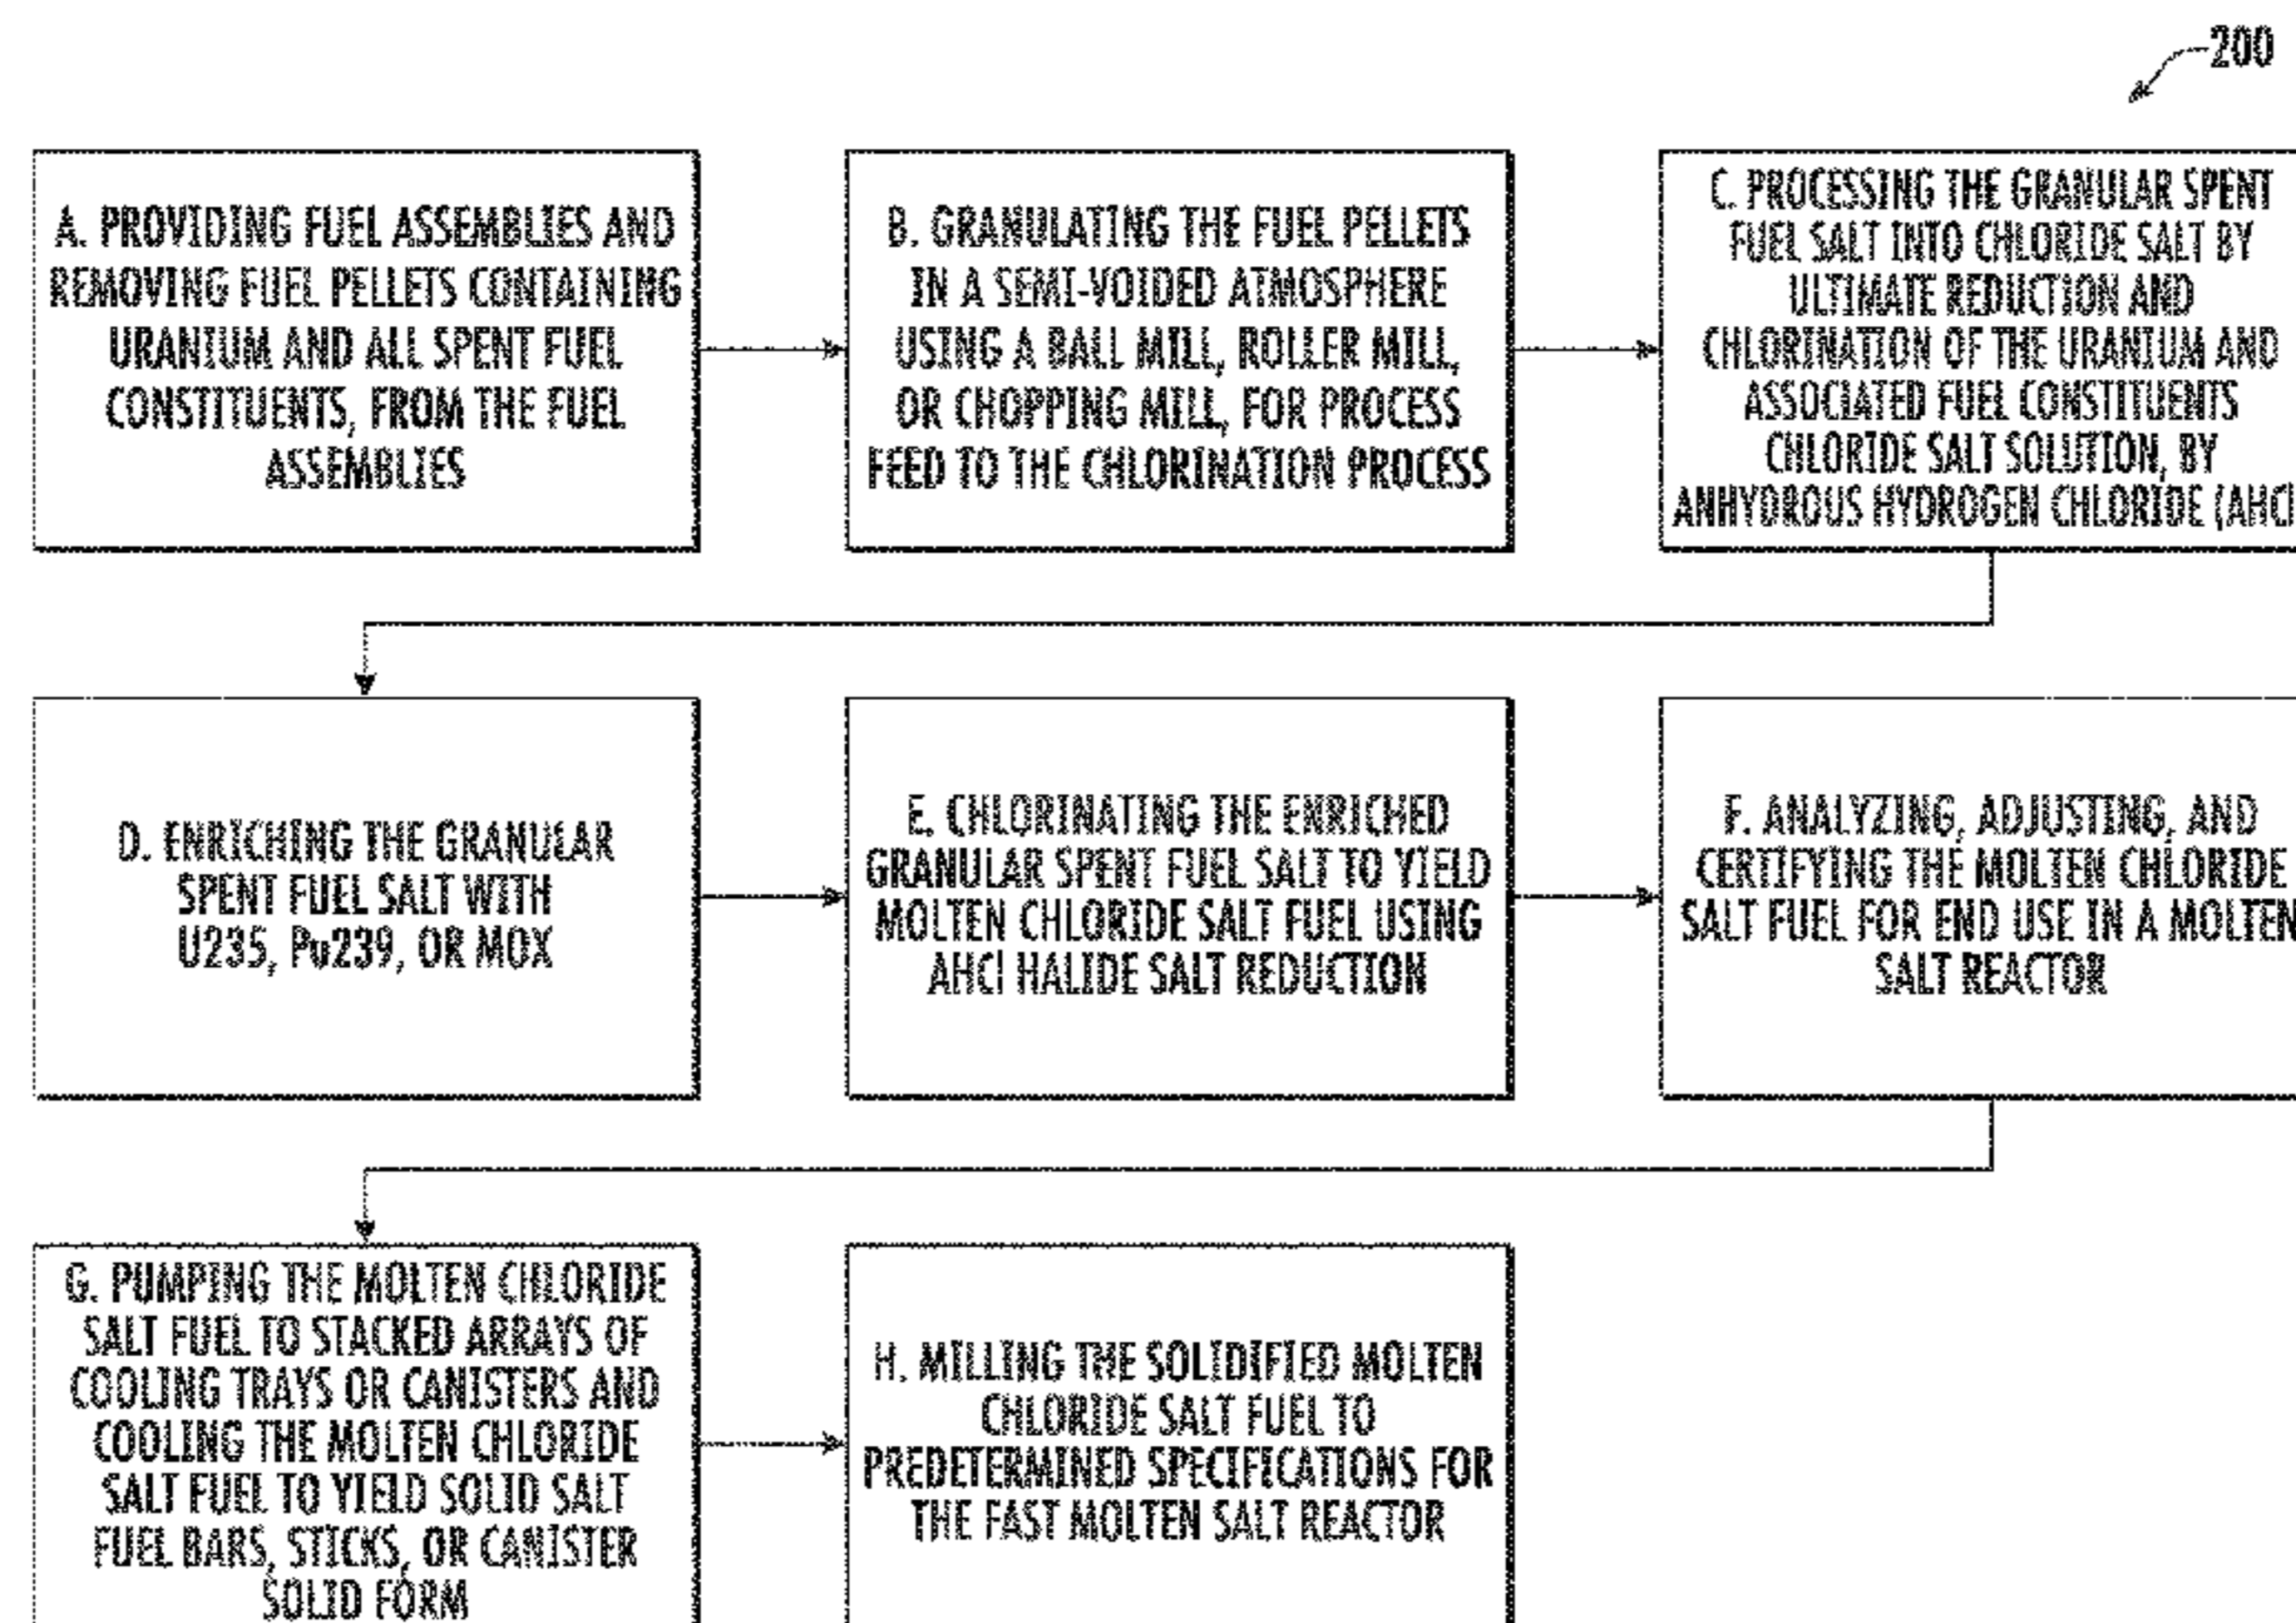 200
A. PROVIDING FUEL ASSEMBLIES AND
REMOVING FUEL PELLETS CONTAINING
URANIUM AND ALL SPENT FUEL
CONSTITUENTS, FROM THE FUEL
ASSEMBLIES
B. GRANULATING THE FUEL PELLETS
IN A SEMI-VOIDED ATMOSPHERE
USING A BALL MILL, ROLLER MILL,
OR CHOPPING MILL, FOR PROCESS
FEED TO THE CHLORINATION PROCESS
C. PROCESSING THE GRANULAR SPENT
FUEL SALT INTO CHLORIDE SALT BY
ULTIMATE REDUCTION AND
CHLORINATION OF THE URANIUM AND
ASSOCIATED FUEL CONSTITUENTS
CHLORIDE SALT SOLUTION, BY
ANHYDROUS HYDROGEN CHLORIDE (AHCl
D. ENRICHING THE GRANULAR
SPENT FUEL SALT WITH
U235, Pu239, OR MOX
E. CHLORINATING THE ENRICHED
GRANULAR SPENT FUEL SALT TO YIELD
MOLTEN CHLORIDE SALT FUEL USING
AHCl HALIDE SALT REDUCTION
F. ANALYZING, ADJUSTING, AND
CERTIFYING THE MOLTEN CHLORIDE
SALT FUEL FOR END USE IN A MOLTEN
SALT REACTOR
G. PUMPING THE MOLTEN CHLORIDE
SALT FUEL TO STACKED ARRAYS OF
COOLING TRAYS OR CANISTERS AND
COOLING THE MOLTEN CHLORIDE
SALT FUEL TO YIELD SOLID SALT
FUEL BARS, STICKS, OR CANISTER
SOLID FORM
H. MILLING THE SOLIDIFIED MOLTEN
CHLORIDE SALT FUEL TO
PREDETERMINED SPECIFICATIONS FOR
THE FAST MOLTEN SALT REACTOR